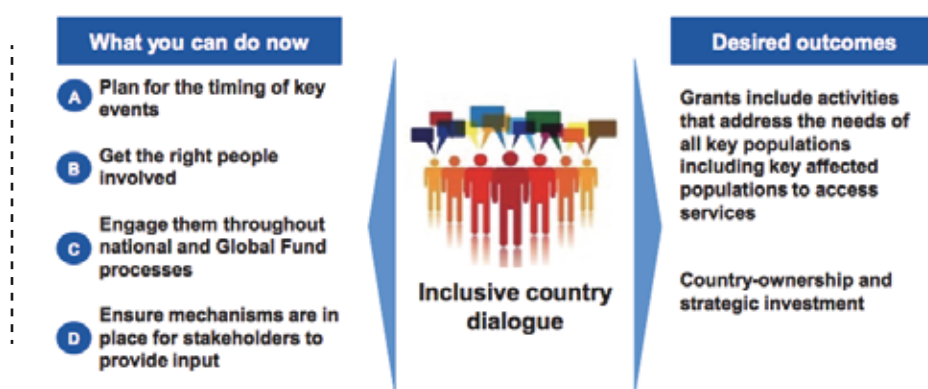 What you can do now
A Plan for the timing of key
events
B Get the right people
involved
C Engage them throughout
national and Global Fund
processes
D Ensure mechanisms are in
place for stakeholders to
provide input
Inclusive country
dialogue
Desired outcomes
Grants include activities
that address the needs of
all key populations
including key affected
populations to access
services
Country-ownership and
strategic investment